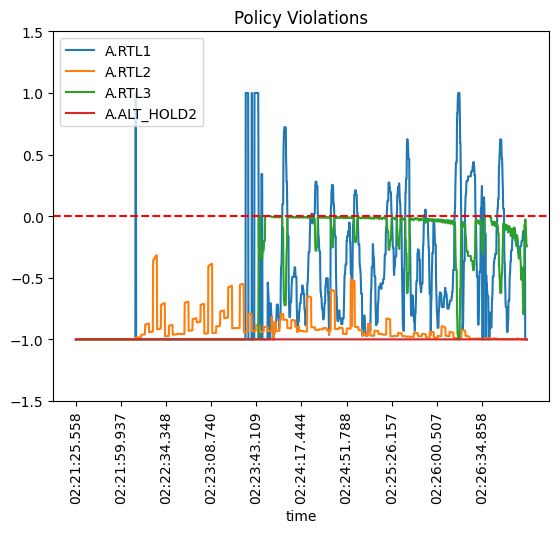 Policy Violations
A.RTL1
A.RTL2
A.RTL3
A.ALT_HOLD2
1.5
1.0
0.5
0.0
−0.5
−1.0
−1.5
02:21:25.558
02:21:59.937
02:22:34.348
02:23:08.740
02:23:43.109
02:24:17.444
02:24:51.788
02:25:26.157
02:26:00.507
02:26:34.858
time